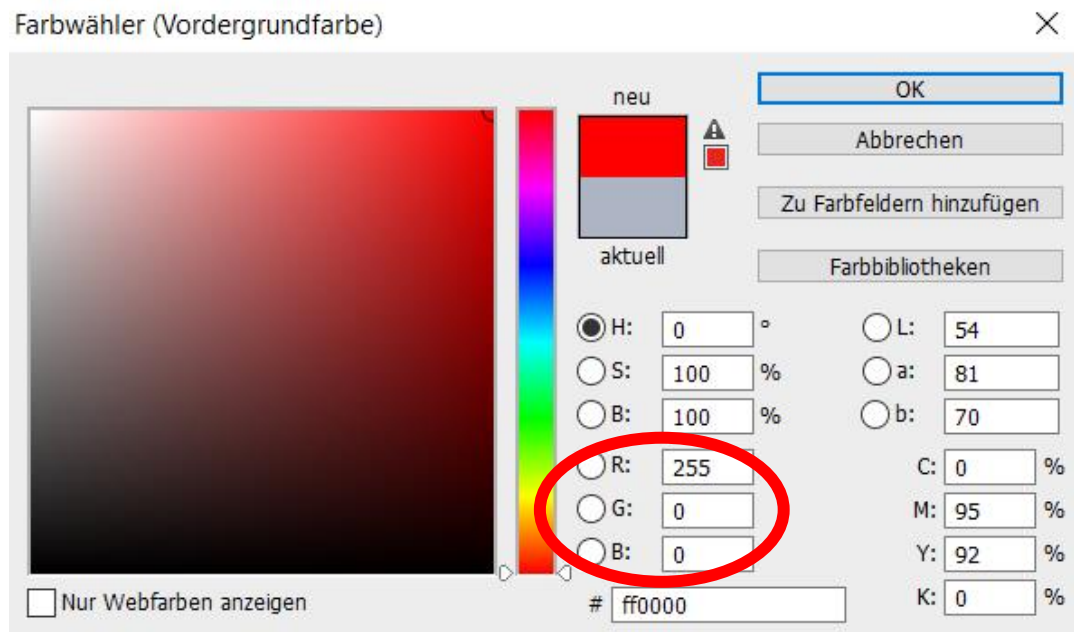 Farbwähler (Vordergrundfarbe)
neu
aktuell
OK
Abbrechen
Zu Farbfeldern hinzufügen
Farbbibliotheken
H: 0 °
S: 100 %
B: 100 %
R: 255
G: 0
B: 0
# ff0000
L: 54
a: 81
b: 70
C: 0 %
M: 95 %
Y: 92 %
K: 0 %
Nur Webfarben anzeigen